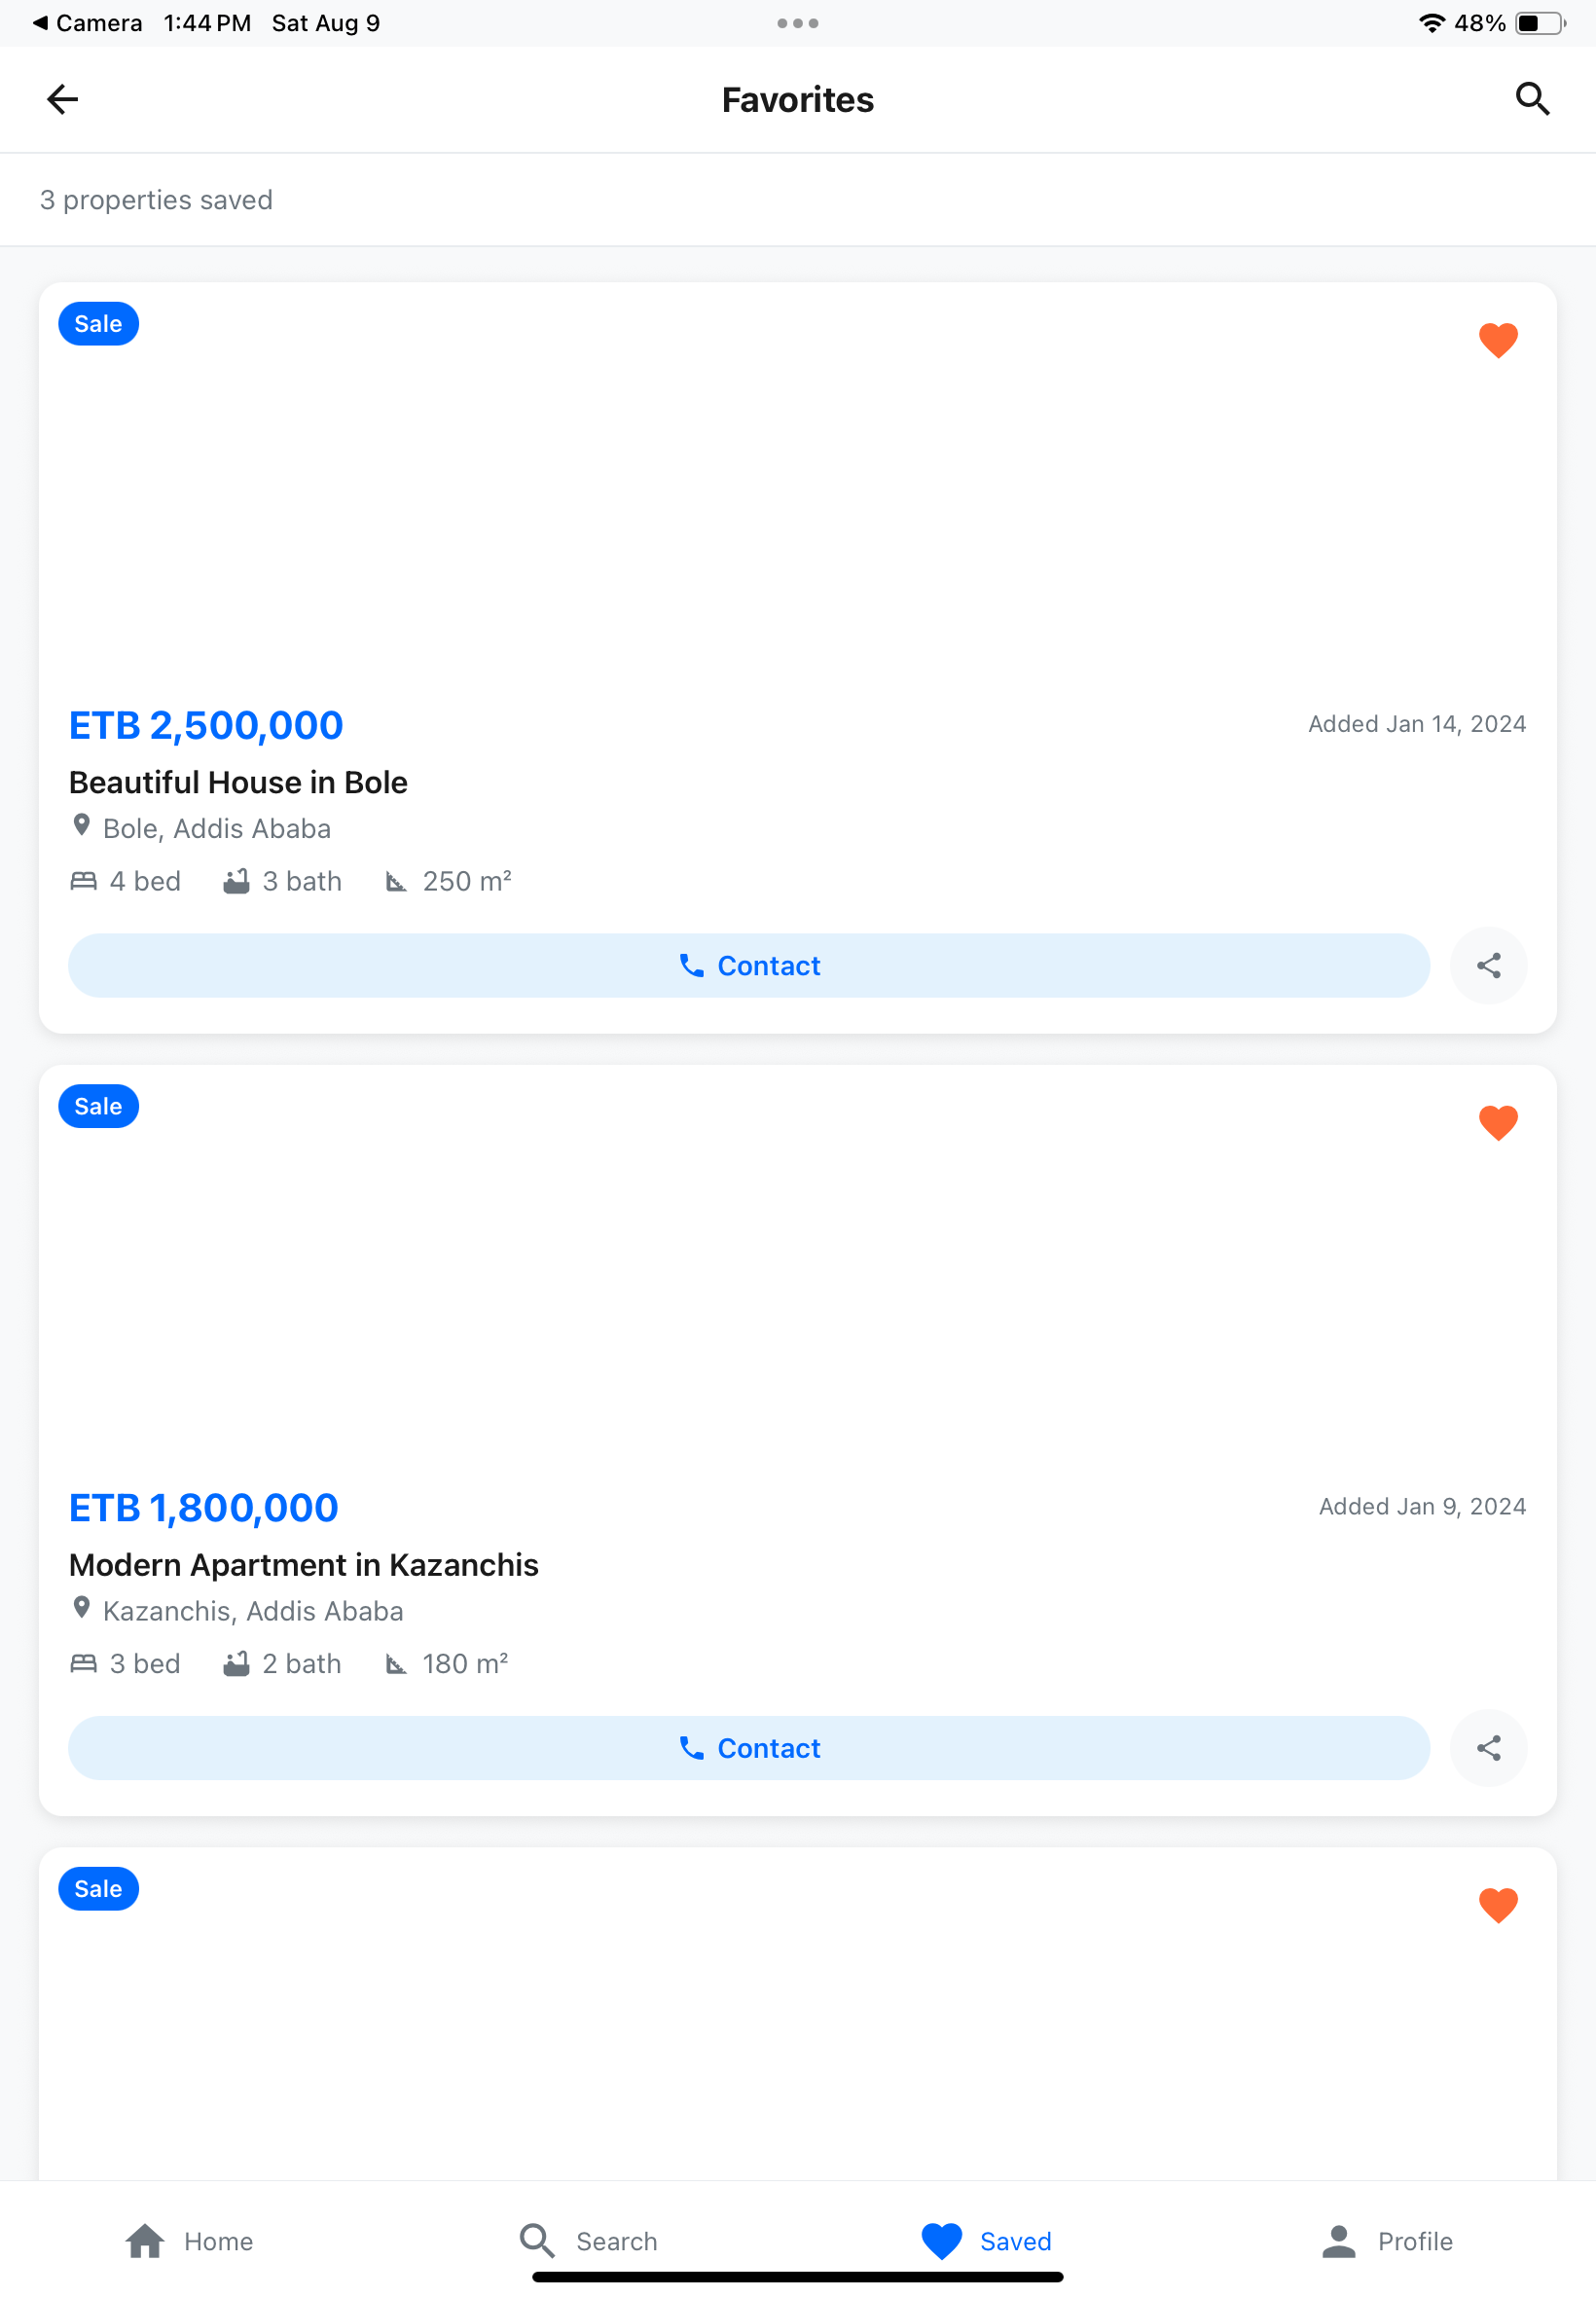 Camera 1:44 PM Sat Aug 9 48%
Favorites
3 properties saved
Sale
ETB 2,500,000 Added Jan 14, 2024
Beautiful House in Bole
Bole, Addis Ababa
4 bed 3 bath 250 m²
Contact
Sale
ETB 1,800,000 Added Jan 9, 2024
Modern Apartment in Kazanchis
Kazanchis, Addis Ababa
3 bed 2 bath 180 m²
Contact
Sale
Home Search Saved Profile